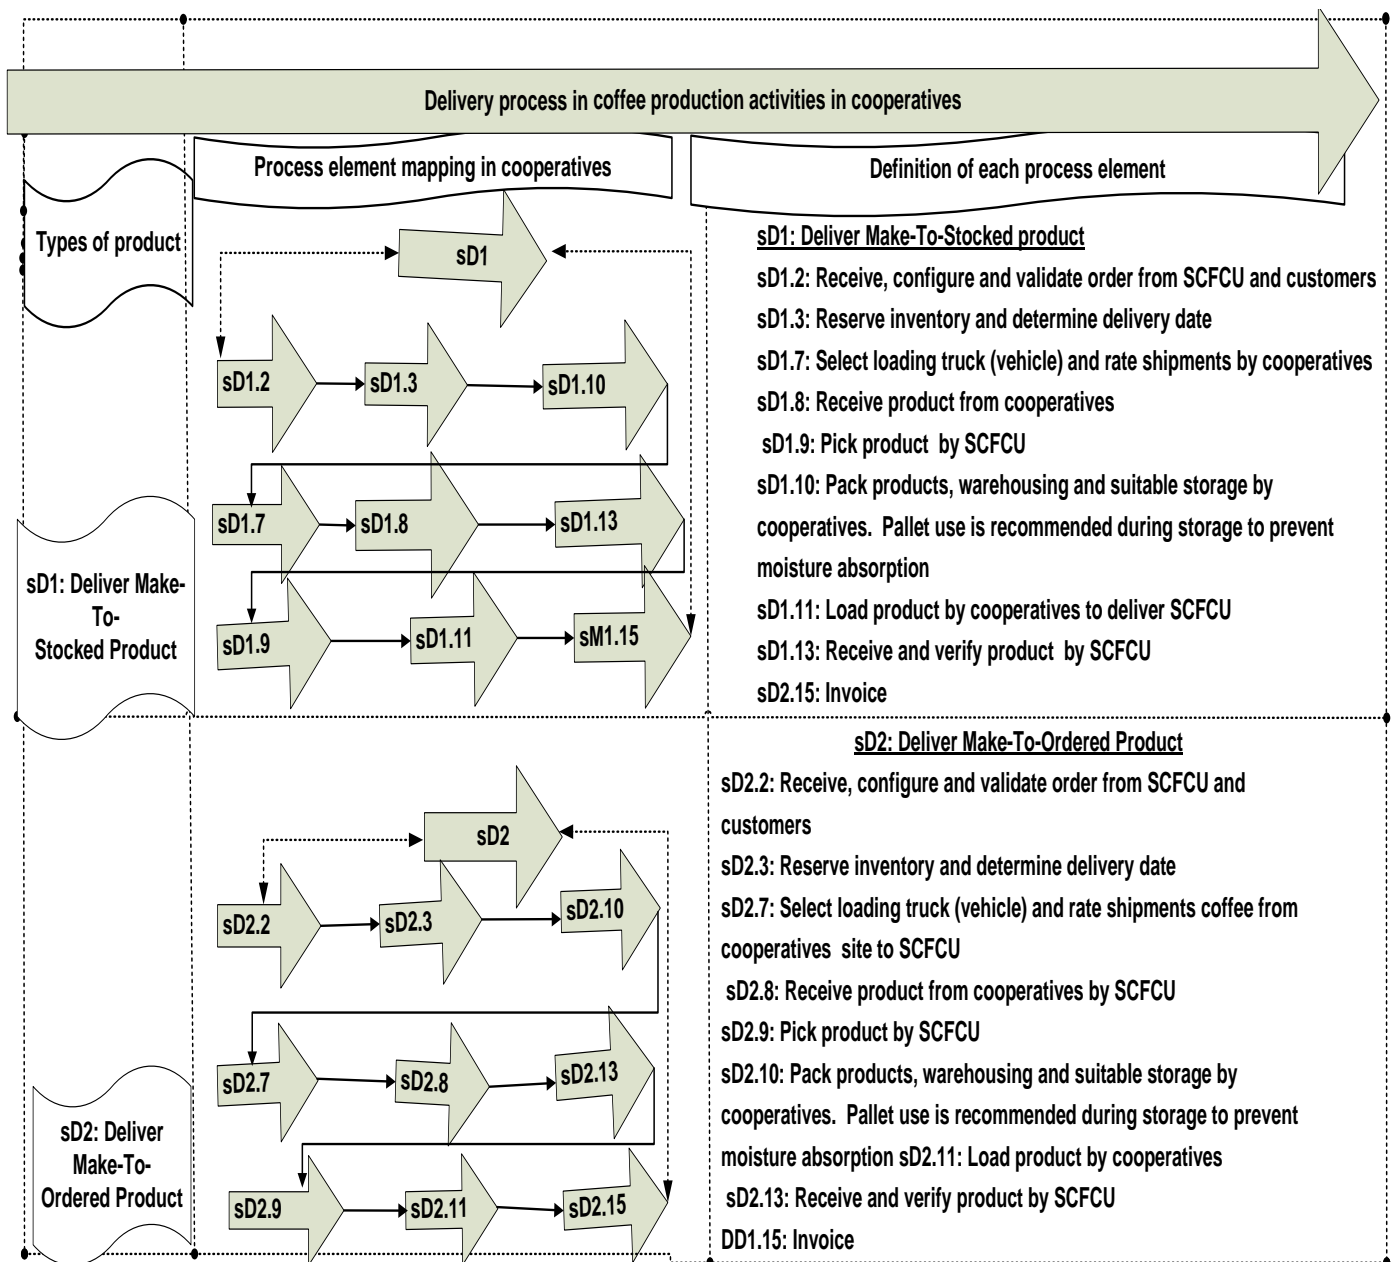 Delivery process in coffee production activities in cooperatives
Process element mapping in cooperatives
Definition of each process element
Types of product
sD1
sD1.2
sD1.3
sD1.10
sD1.7
sD1.8
sD1.13
sD1.9
sD1.11
sM1.15
sD1: Deliver Make-
To-
Stocked Product
sD1: Deliver Make-To-Stocked product
sD1.2: Receive, configure and validate order from SCFCU and customers
sD1.3: Reserve inventory and determine delivery date
sD1.7: Select loading truck (vehicle) and rate shipments by cooperatives
sD1.8: Receive product from cooperatives
sD1.9: Pick product by SCFCU
sD1.10: Pack products, warehousing and suitable storage by
cooperatives. Pallet use is recommended during storage to prevent
moisture absorption
sD1.11: Load product by cooperatives to deliver SCFCU
sD1.13: Receive and verify product by SCFCU
sD2.15: Invoice
sD2
sD2.2
sD2.3
sD2.10
sD2.7
sD2.8
sD2.13
sD2.9
sD2.11
sD2.15
sD2: Deliver
Make-To-
Ordered Product
sD2: Deliver Make-To-Ordered Product
sD2.2: Receive, configure and validate order from SCFCU and
customers
sD2.3: Reserve inventory and determine delivery date
sD2.7: Select loading truck (vehicle) and rate shipments coffee from
cooperatives site to SCFCU
sD2.8: Receive product from cooperatives by SCFCU
sD2.9: Pick product by SCFCU
sD2.10: Pack products, warehousing and suitable storage by
cooperatives. Pallet use is recommended during storage to prevent
moisture absorption sD2.11: Load product by cooperatives
sD2.13: Receive and verify product by SCFCU
DD1.15: Invoice